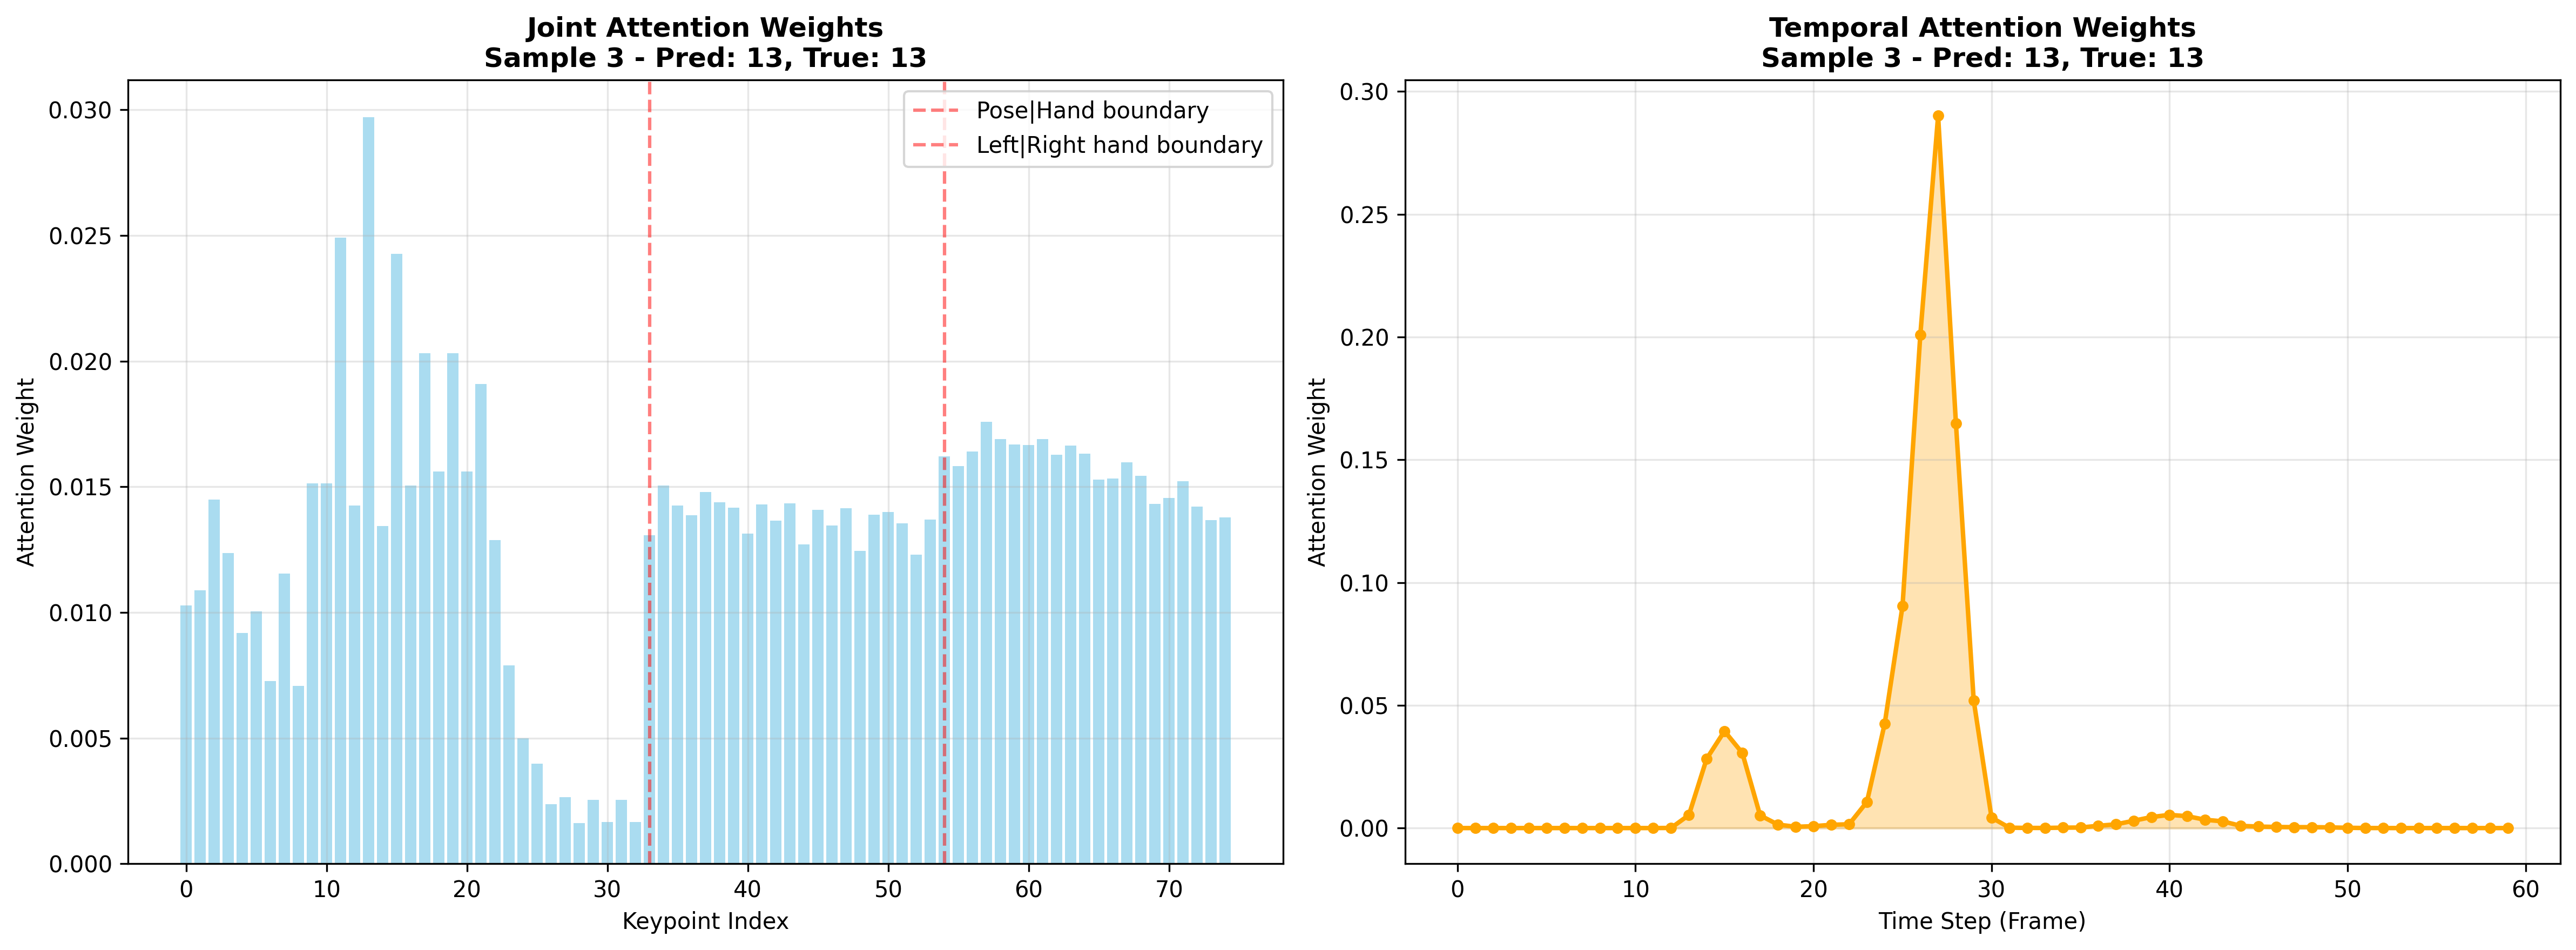 Joint Attention Weights
Sample 3 - Pred: 13, True: 13
Pose|Hand boundary
Left|Right hand boundary
0.030
0.025
0.020
0.015
0.010
0.005
0.000
Attention Weight
0 10 20 30 40 50 60 70
Keypoint Index
Temporal Attention Weights
Sample 3 - Pred: 13, True: 13
0.30
0.25
0.20
0.15
0.10
0.05
0.00
Attention Weight
0 10 20 30 40 50 60
Time Step (Frame)